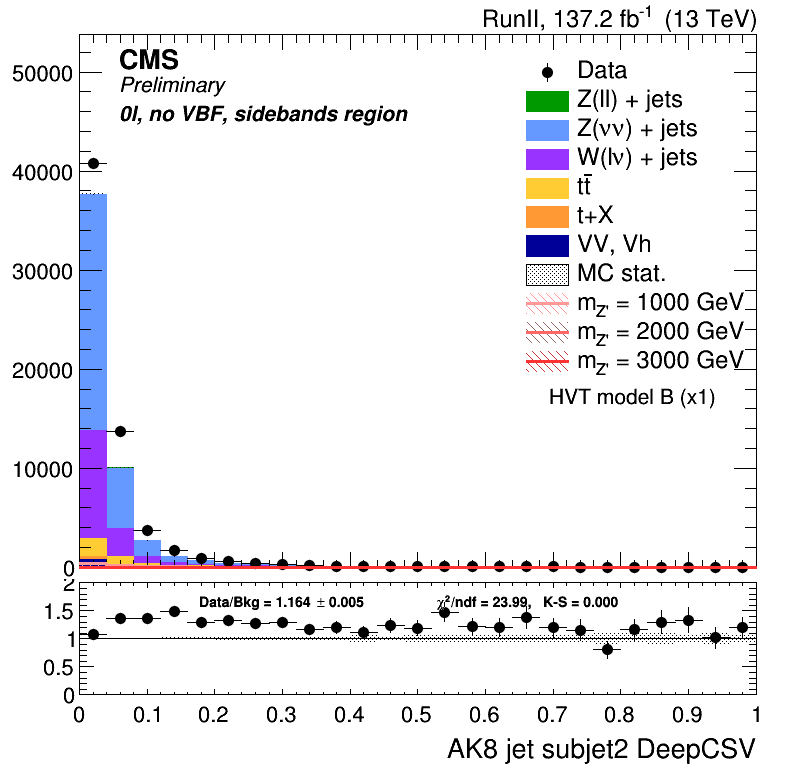 RunII, 137.2 fb⁻¹ (13 TeV)
CMS
Preliminary
0l, no VBF, sidebands region
Data
Z(ll) + jets
Z(νν) + jets
W(lν) + jets
tt̄
t+X
VV, Vh
MC stat.
m_Z' = 1000 GeV
m_Z' = 2000 GeV
m_Z' = 3000 GeV
HVT model B (x1)
50000
40000
30000
20000
10000
0
Data/Bkg = 1.164 ± 0.005
χ²/ndf = 23.99, K-S = 0.000
2
1.5
1
0.5
0
0 0.1 0.2 0.3 0.4 0.5 0.6 0.7 0.8 0.9 1
AK8 jet subjet2 DeepCSV